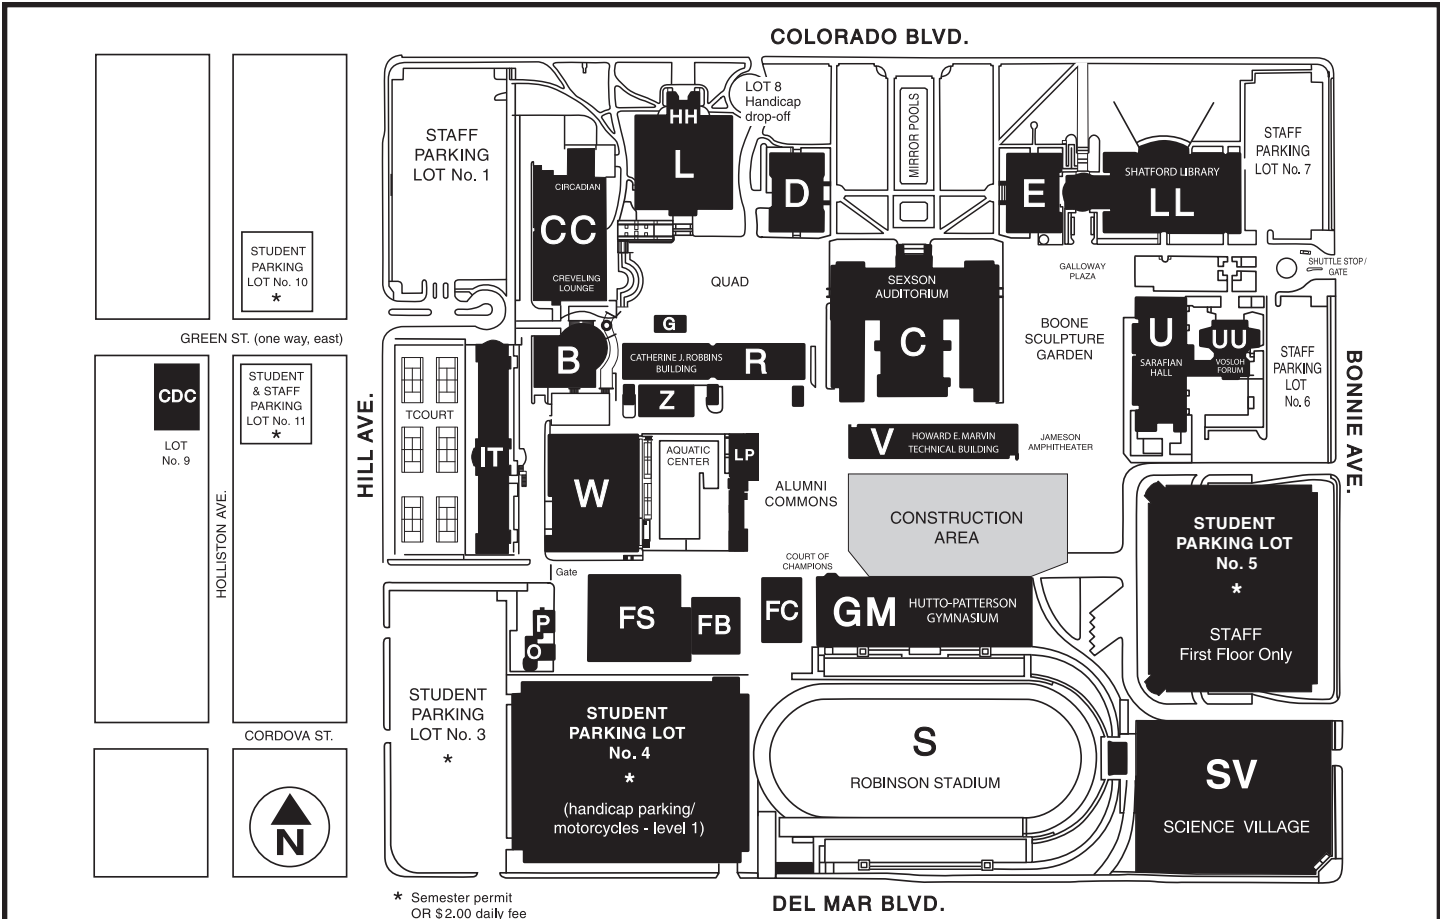 COLORADO BLVD.
LOT 8
Handicap
drop-off
HH
L
STAFF
PARKING
LOT No. 1
CIRCADIAN
CC
CREVELING
LOUNGE
D
MIRROR POOLS
E
SHATFORD LIBRARY
LL
STAFF
PARKING
LOT No. 7
STUDENT
PARKING
LOT No. 10
*
QUAD
SEXSON
AUDITORIUM
C
GALLOWAY
PLAZA
SHUTTLE STOP/
GATE
GREEN ST. (one way, east)
G
B
CATHERINE J. ROBBINS
BUILDING
R
Z
BOONE
SCULPTURE
GARDEN
U
SARAFIAN
HALL
UU
VOSLOH
FORUM
STAFF
PARKING
LOT
No. 6
BONNIE AVE.
CDC
LOT
No. 9
STUDENT
& STAFF
PARKING
LOT No. 11
*
HILL AVE.
TCOURT
IT
W
AQUATIC
CENTER
LP
V
HOWARD E. MARVIN
TECHNICAL BUILDING
JAMESON
AMPHITHEATER
ALUMNI
COMMONS
CONSTRUCTION
AREA
HOLLISTON AVE.
STUDENT
PARKING LOT
No. 5
*
STAFF
First Floor Only
Gate
COURT OF
CHAMPIONS
P
O
FS
FB
FC
GM
HUTTO-PATTERSON
GYMNASIUM
STUDENT
PARKING
LOT No. 3
*
STUDENT
PARKING LOT
No. 4
*
(handicap parking/
motorcycles - level 1)
CORDOVA ST.
S
ROBINSON STADIUM
SV
SCIENCE VILLAGE
N
* Semester permit
OR $2.00 daily fee
DEL MAR BLVD.